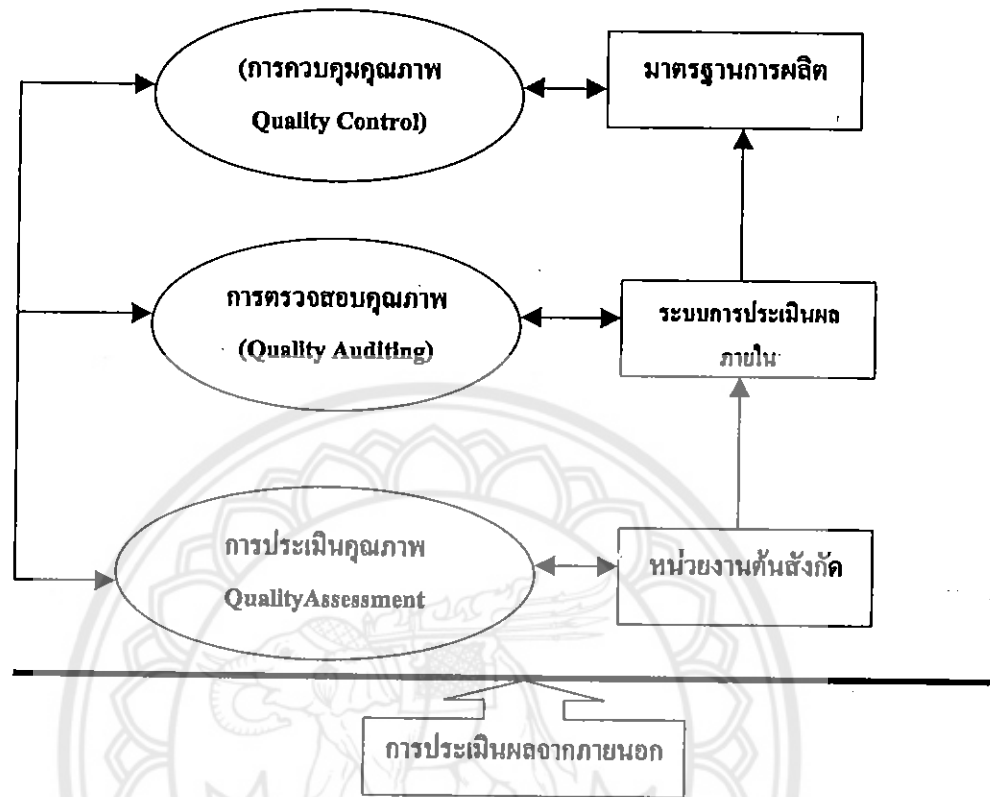 (การควบคุมคุณภาพ
Quality Control)
มาตรฐานการผลิต
การตรวจสอบคุณภาพ
(Quality Auditing)
ระบบการประเมินผล
ภายใน
การประเมินคุณภาพ
QualityAssessment
หน่วยงานต้นสังกัด
การประเมินผลจากภายนอก